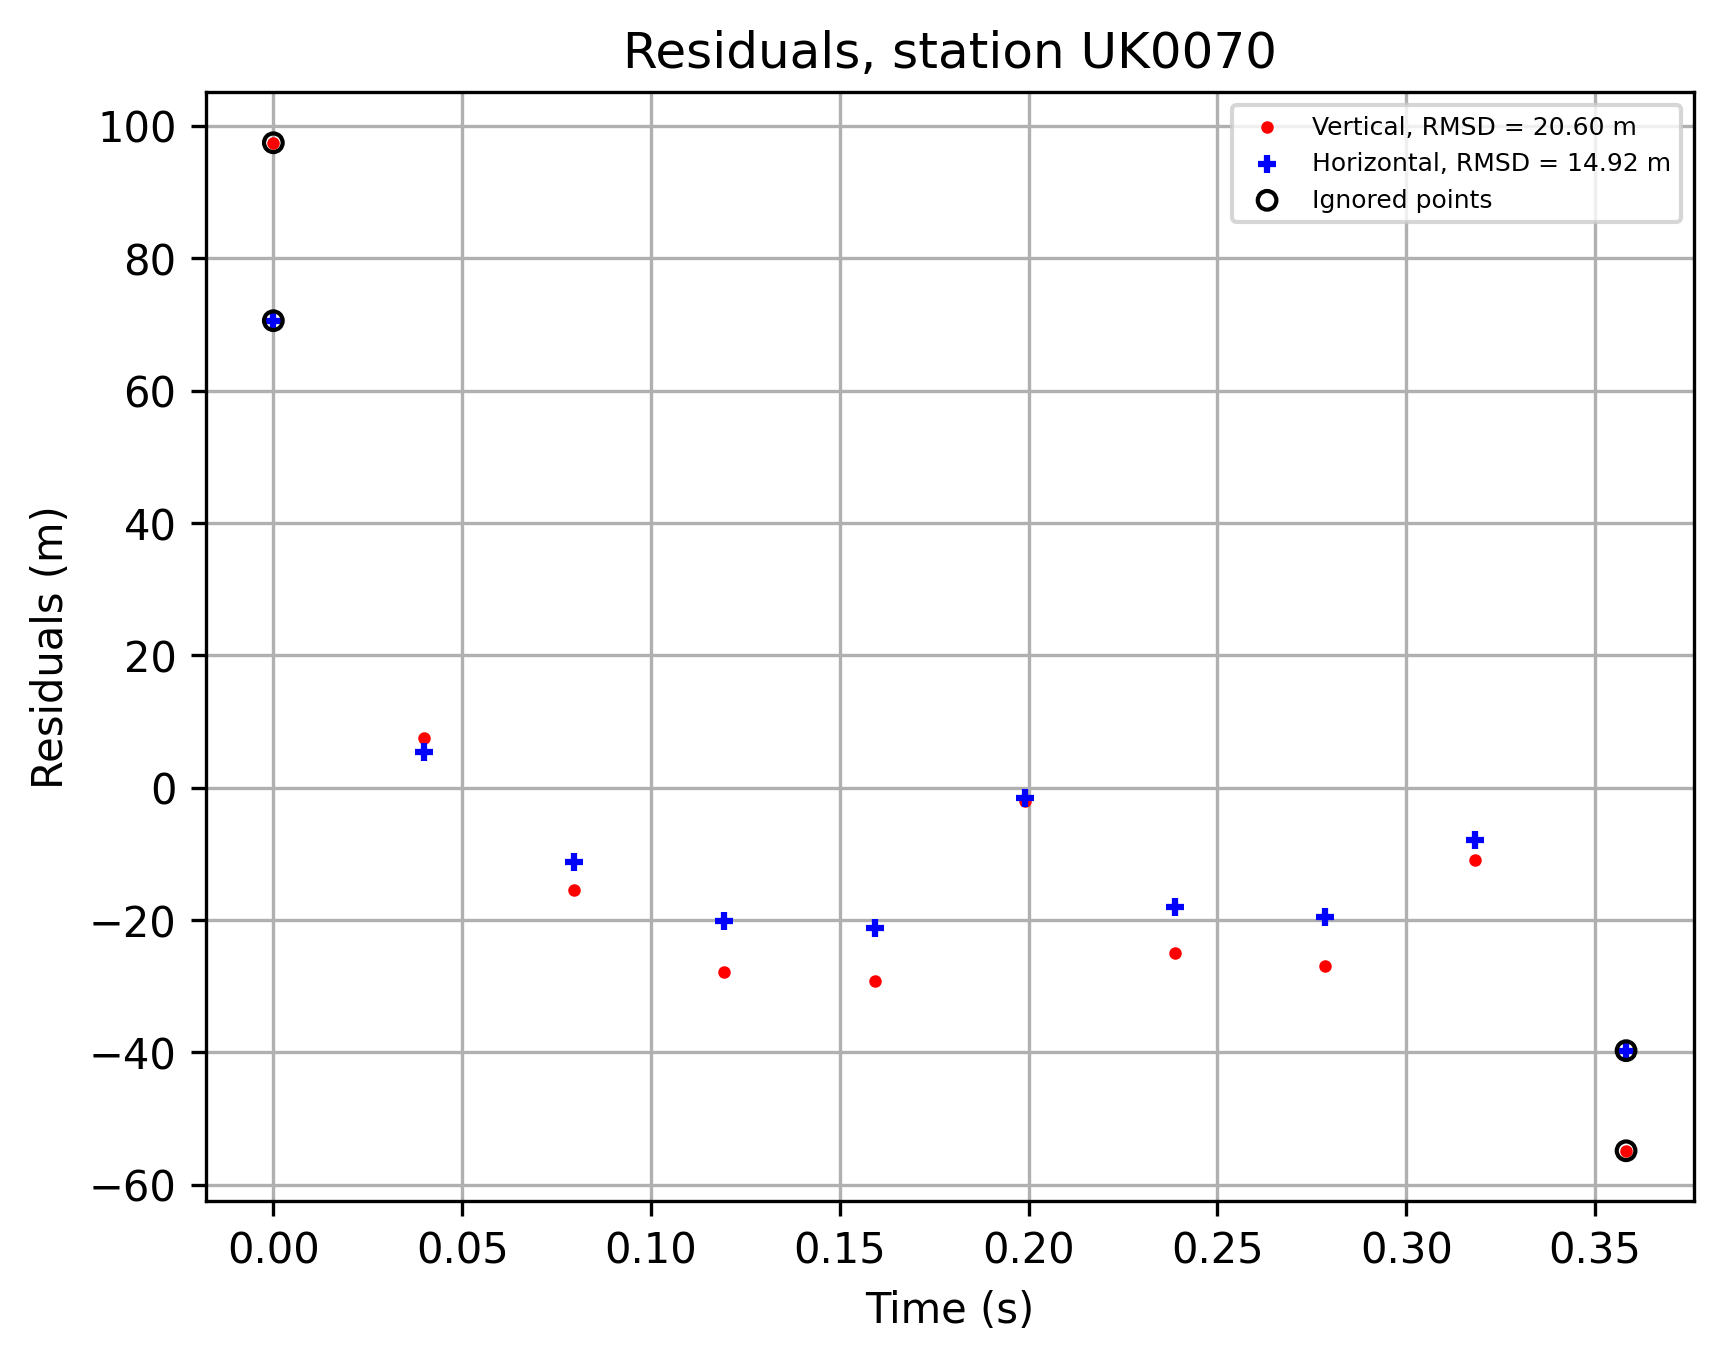 Residuals, station UK0070
Vertical, RMSD = 20.60 m
Horizontal, RMSD = 14.92 m
Ignored points
Residuals (m)
100
80
60
40
20
0
−20
−40
−60
0.00 0.05 0.10 0.15 0.20 0.25 0.30 0.35
Time (s)